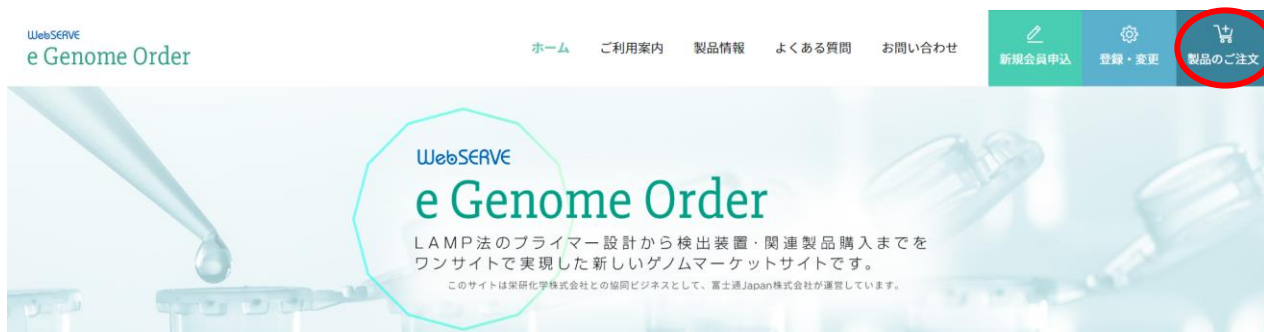 WebSERVE
e Genome Order
ホーム ご利用案内 製品情報 よくある質問 お問い合わせ
新規会員申込 登録・変更 製品のご注文
WebSERVE
e Genome Order
LAMP法のプライマー設計から検出装置・関連製品購入までを
ワンサイトで実現した新しいゲノムマーケットサイトです。
このサイトは栄研化学株式会社との協同ビジネスとして、富士通Japan株式会社が運営しています。